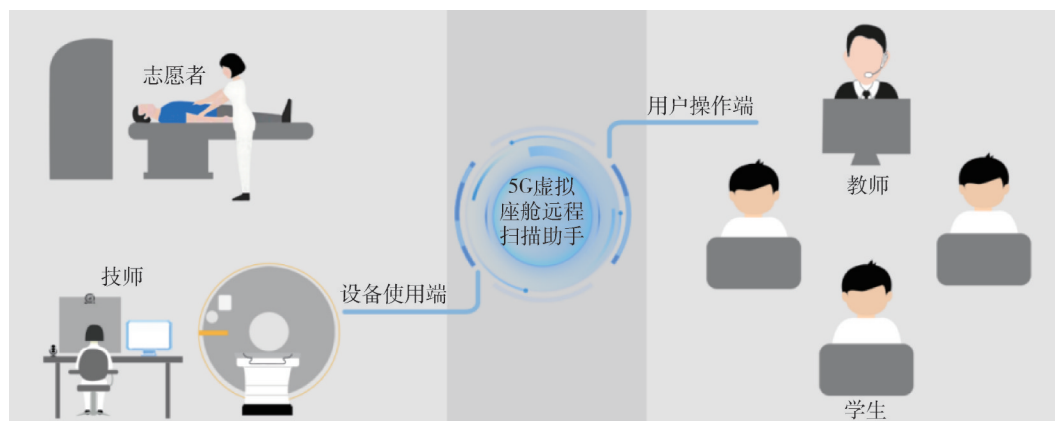 志愿者
技师
设备使用端
5G虚拟
座舱远程
扫描助手
用户操作端
教师
学生